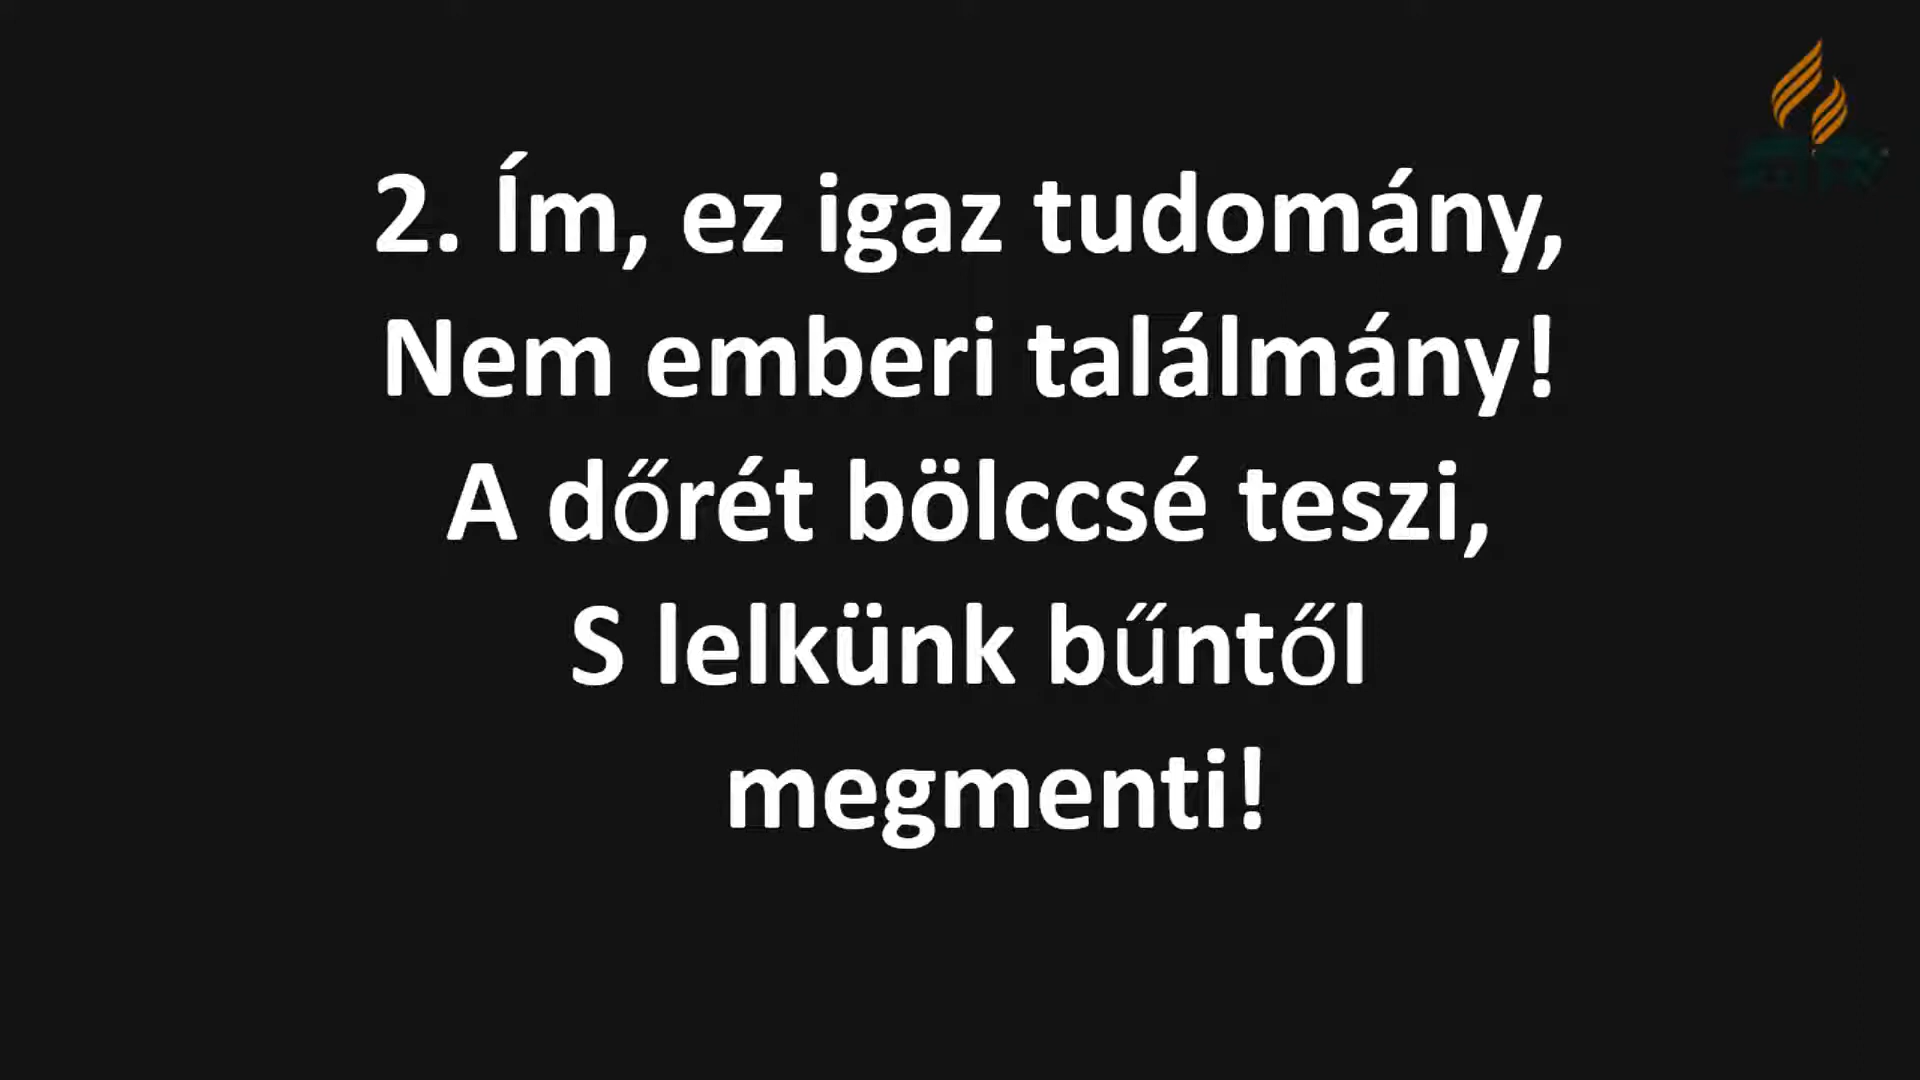 2. Ím, ez igaz tudomány,
Nem emberi találmány!
A dőrét bölccsé teszi,
S lelkünk bűntől
megmenti!